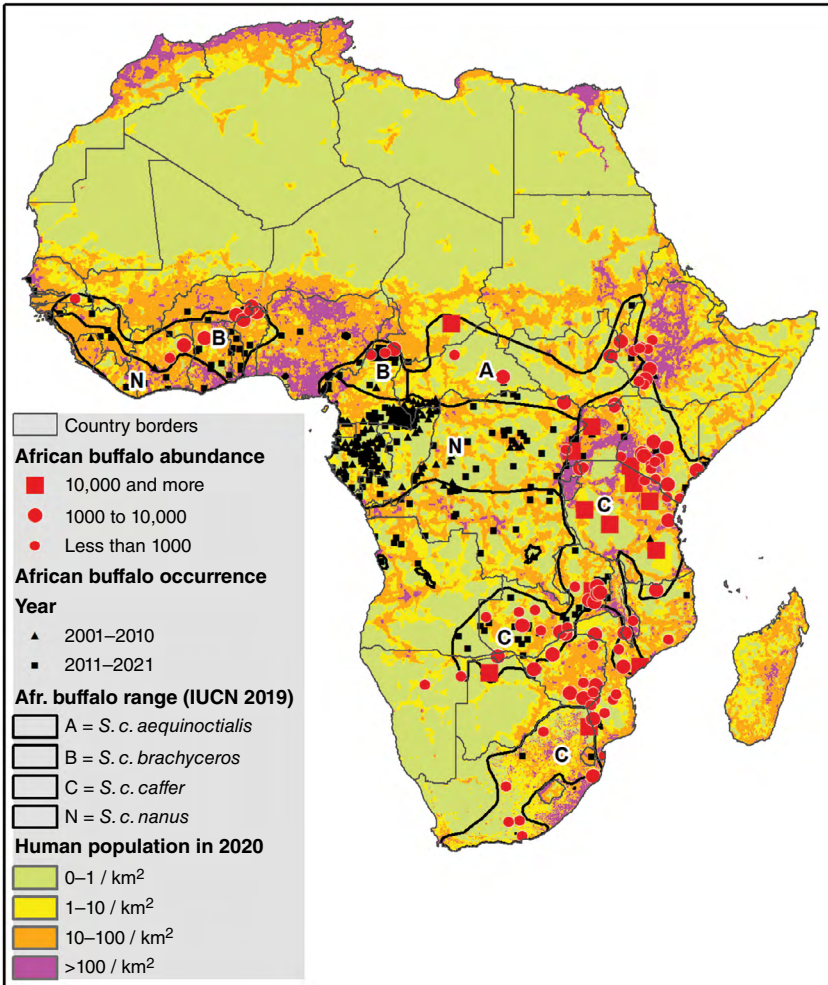 B
N
B
A
N
C
C
C
Country borders
African buffalo abundance
10,000 and more
1000 to 10,000
Less than 1000
African buffalo occurrence
Year
2001–2010
2011–2021
Afr. buffalo range (IUCN 2019)
A = S. c. aequinoctialis
B = S. c. brachyceros
C = S. c. caffer
N = S. c. nanus
Human population in 2020
0–1 / km²
1–10 / km²
10–100 / km²
>100 / km²